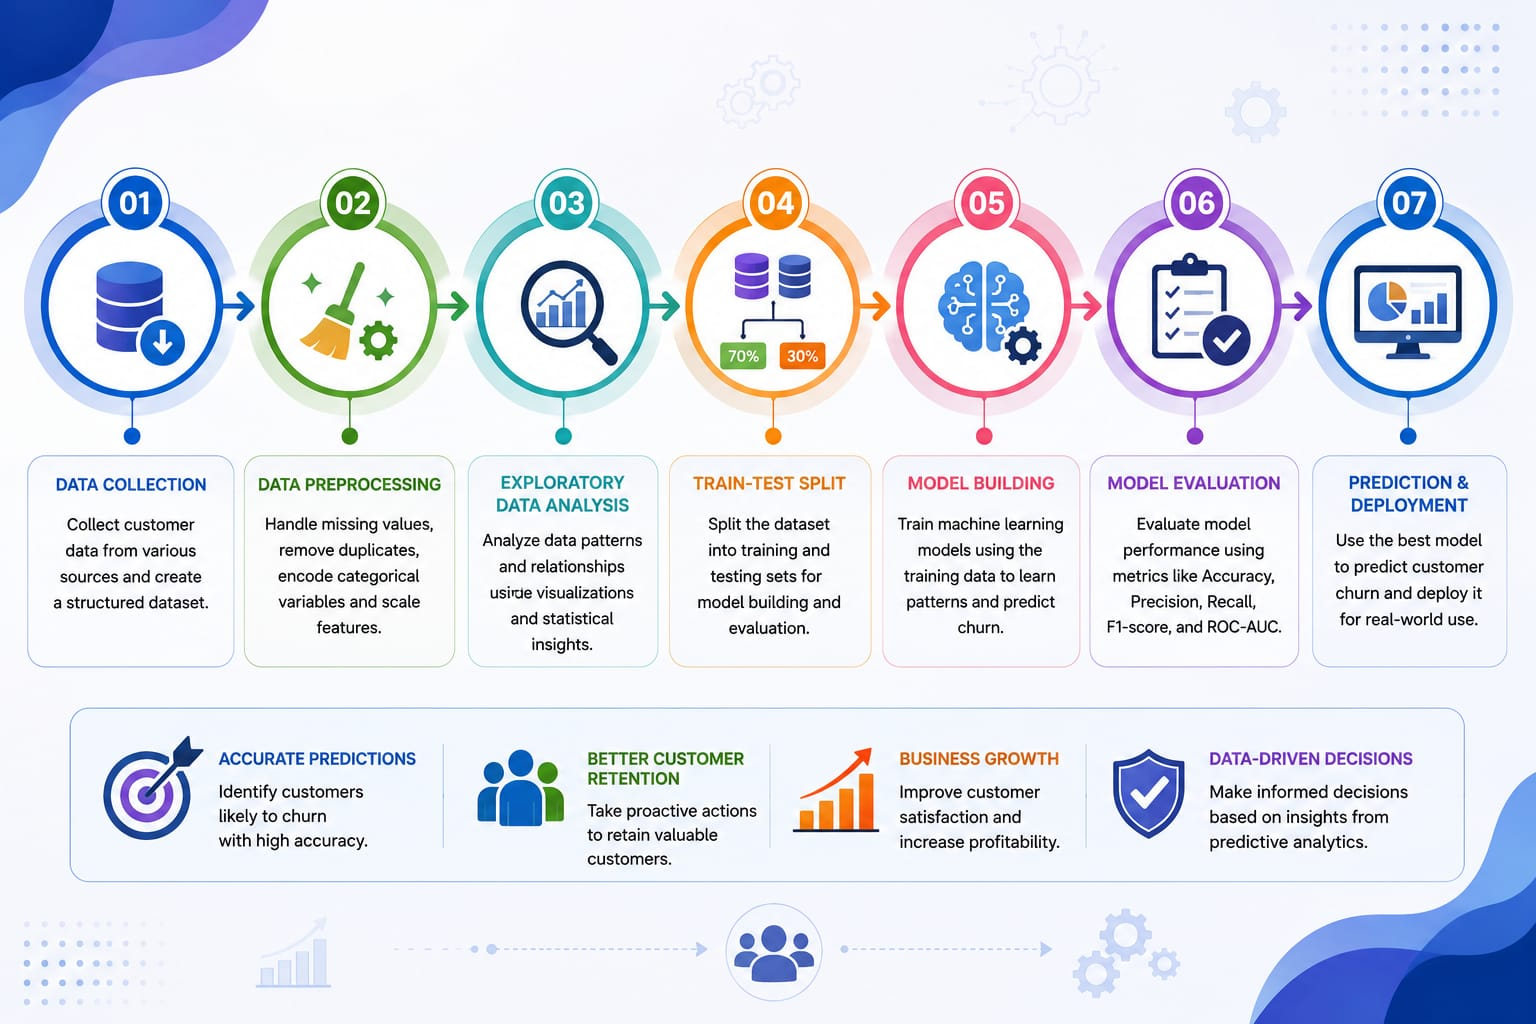 01
02
03
04
05
06
07
70%
30%
DATA COLLECTION
Collect customer
data from various
sources and create
a structured dataset.
DATA PREPROCESSING
Handle missing values,
remove duplicates,
encode categorical
variables and scale
features.
EXPLORATORY
DATA ANALYSIS
Analyze data patterns
and relationships
visualizations
and statistical
insights.
TRAIN-TEST SPLIT
Split the dataset
into training and
testing sets for
model building and
evaluation.
MODEL BUILDING
Train machine learning
models using the
training data to learn
patterns and predict
churn.
MODEL EVALUATION
Evaluate model
performance using
metrics like Accuracy,
Precision, Recall,
F1-score, and ROC-AUC.
PREDICTION &
DEPLOYMENT
Use the best model
to predict customer
churn and deploy it
for real-world use.
ACCURATE PREDICTIONS
Identify customers
likely to churn
with high accuracy.
BETTER CUSTOMER
RETENTION
Take proactive actions
to retain valuable
customers.
BUSINESS GROWTH
Improve customer
satisfaction and
increase profitability.
DATA-DRIVEN DECISIONS
Make informed decisions
based on insights from
predictive analytics.